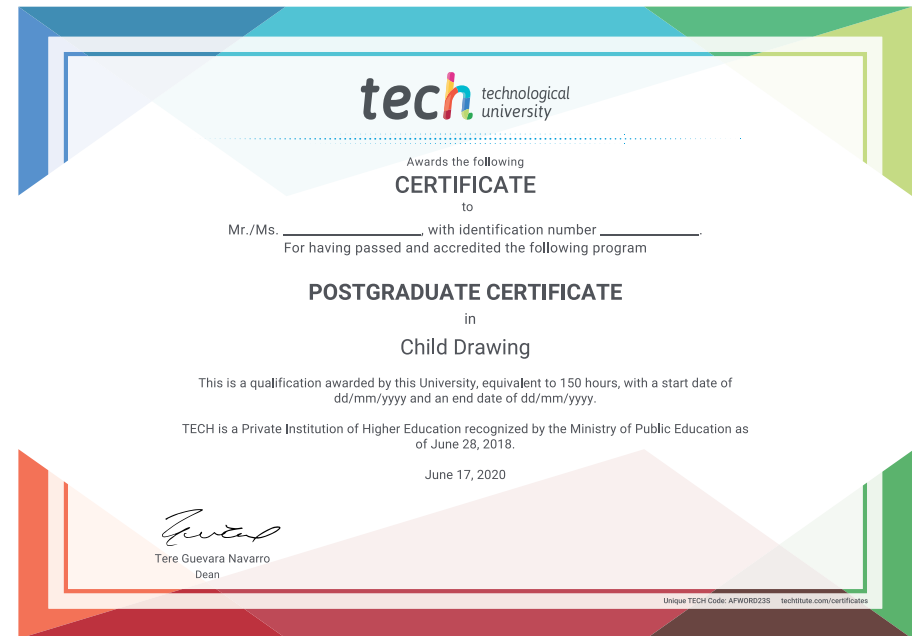 tech technological
university
Awards the following
CERTIFICATE
to
Mr./Ms. ____________________, with identification number ______________.
For having passed and accredited the following program
POSTGRADUATE CERTIFICATE
in
Child Drawing
This is a qualification awarded by this University, equivalent to 150 hours, with a start date of
dd/mm/yyyy and an end date of dd/mm/yyyy.
TECH is a Private Institution of Higher Education recognized by the Ministry of Public Education as
of June 28, 2018.
June 17, 2020
Tere Guevara Navarro
Dean
Unique TECH Code: AFWORD23S techtitute.com/certificates